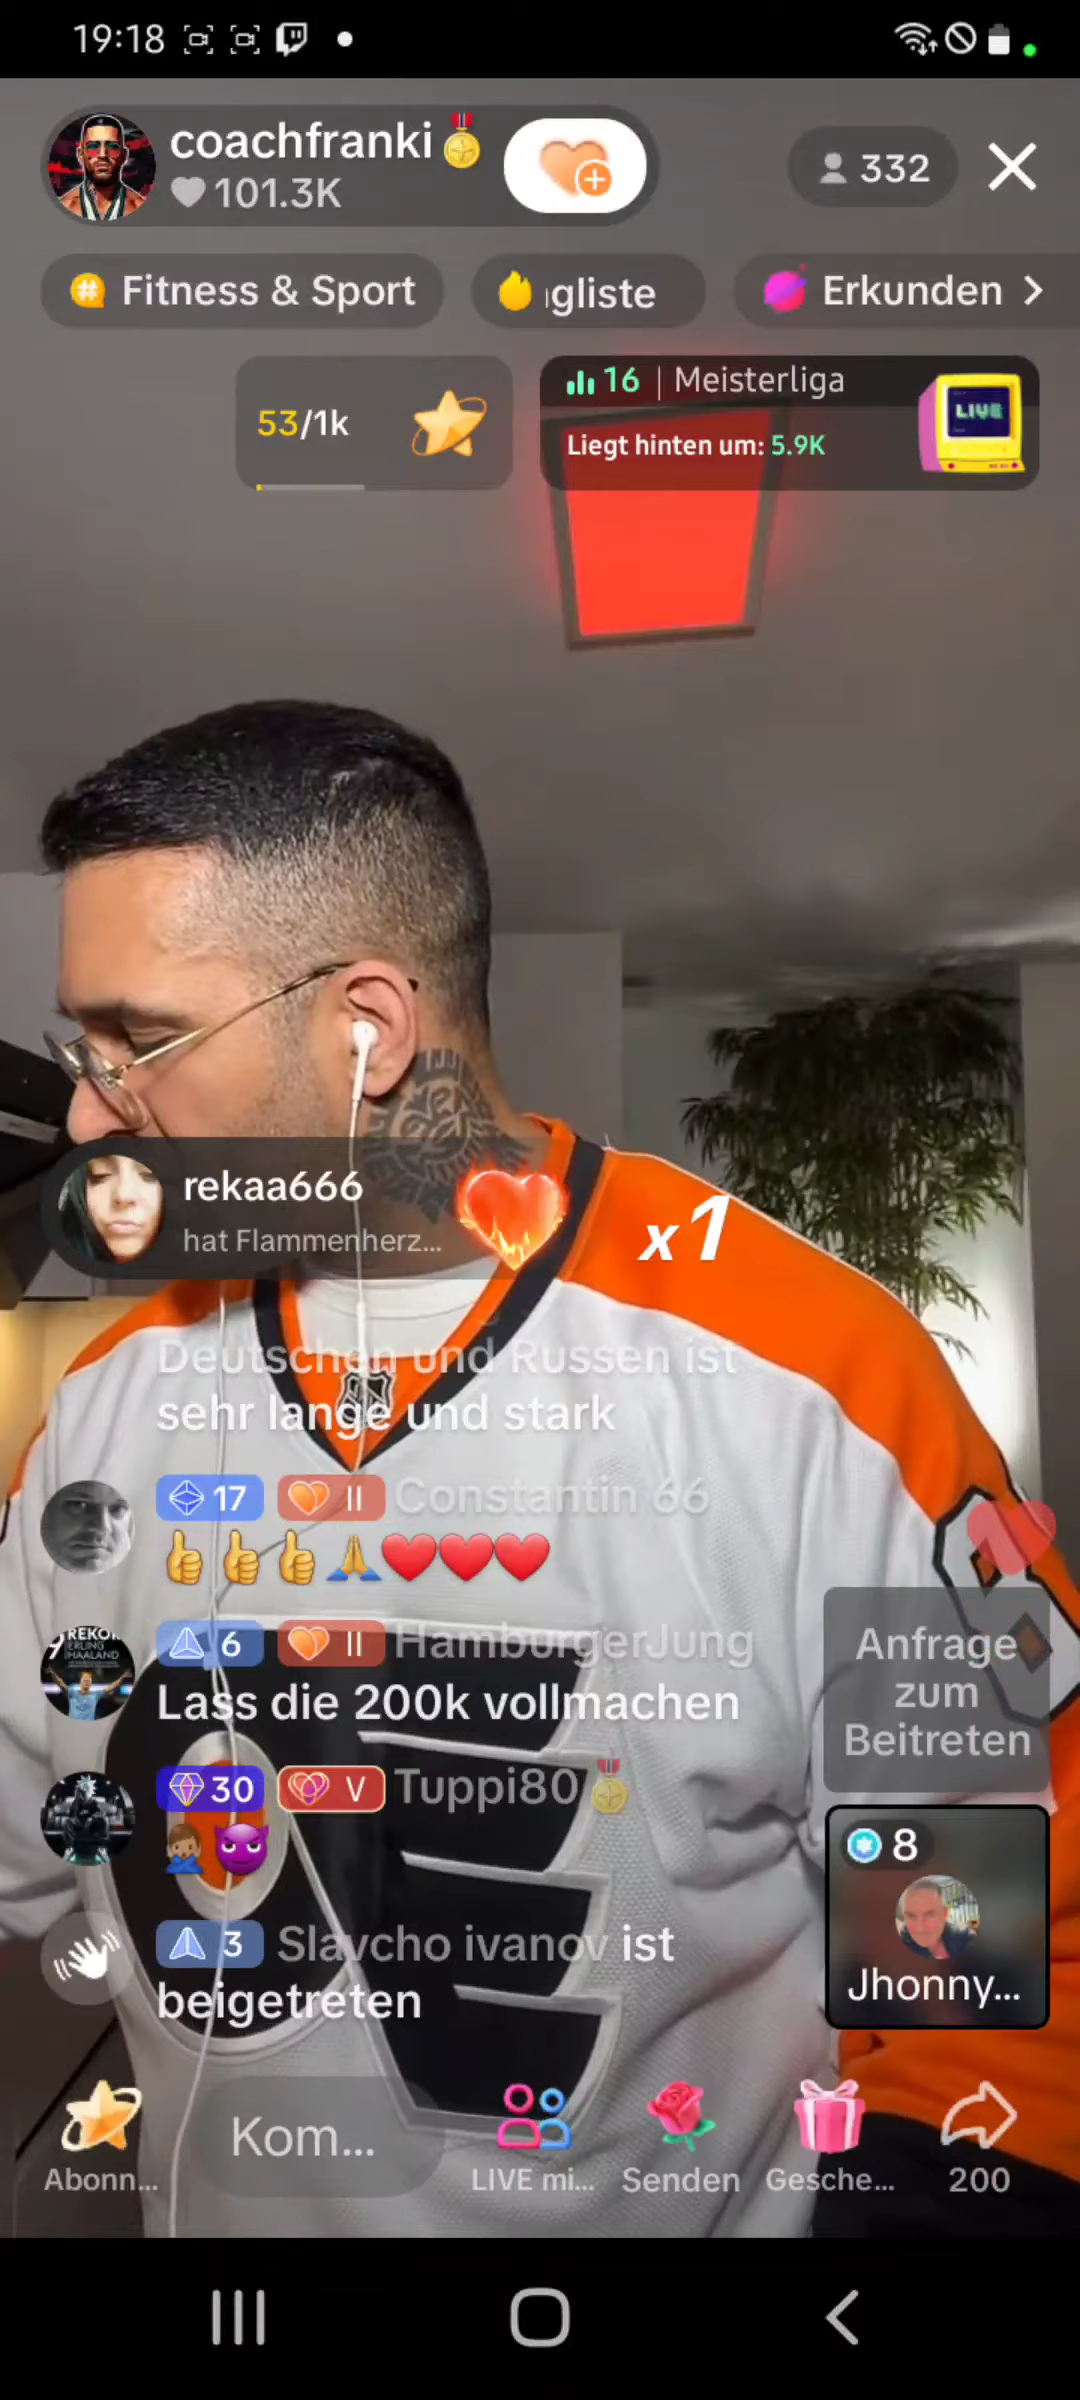 19:18
coachfranki
101.3K
332
Fitness & Sport
gliste
Erkunden
53/1k
16 | Meisterliga
Liegt hinten um: 5.9K
LIVE
rekaa666
hat Flammenherz...
x1
Deutschen und Russen ist
sehr lange und stark
17 II Constantin 66
REKO
ERLING
HAALAND
6 II HamburgerJung
Lass die 200k vollmachen
30 V Tuppi80
3 Slavcho ivanov ist
beigetreten
Anfrage
zum
Beitreten
8
Jhonny...
Abonn...
Kom...
LIVE mi...
Senden
Gesche...
200